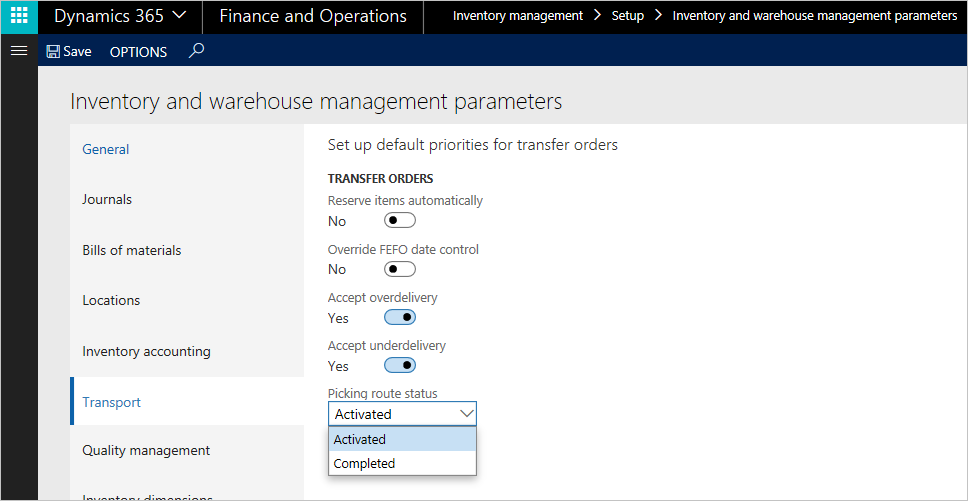 Dynamics 365
Finance and Operations
Inventory management > Setup > Inventory and warehouse management parameters
Save OPTIONS
Inventory and warehouse management parameters
General
Journals
Bills of materials
Locations
Inventory accounting
Transport
Quality management
Inventory dimensions
Set up default priorities for transfer orders
TRANSFER ORDERS
Reserve items automatically
No
Override FEFO date control
No
Accept overdelivery
Yes
Accept underdelivery
Yes
Picking route status
Activated
Activated
Completed